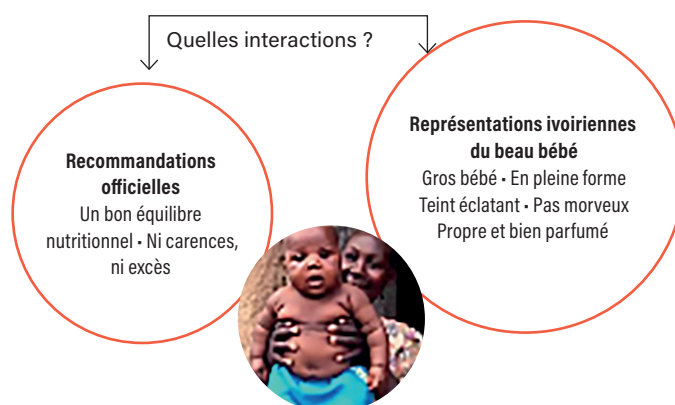 Quelles interactions ?
Recommandations
officielles
Un bon équilibre
nutritionnel • Ni carences,
ni excès
Représentations ivoiriennes
du beau bébé
Gros bébé • En pleine forme
Teint éclatant • Pas morveux
Propre et bien parfumé